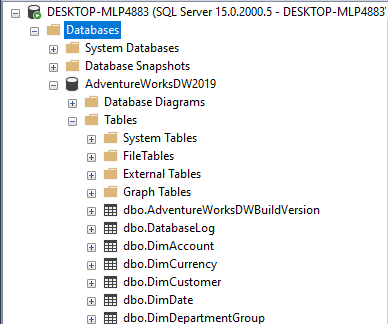 DESKTOP-MLP4883 (SQL Server 15.0.2000.5 - DESKTOP-MLP4883
Databases
System Databases
Database Snapshots
AdventureWorksDW2019
Database Diagrams
Tables
System Tables
FileTables
External Tables
Graph Tables
dbo.AdventureWorksDWBuildVersion
dbo.DatabaseLog
dbo.DimAccount
dbo.DimCurrency
dbo.DimCustomer
dbo.DimDate
dbo.DimDepartmentGroup